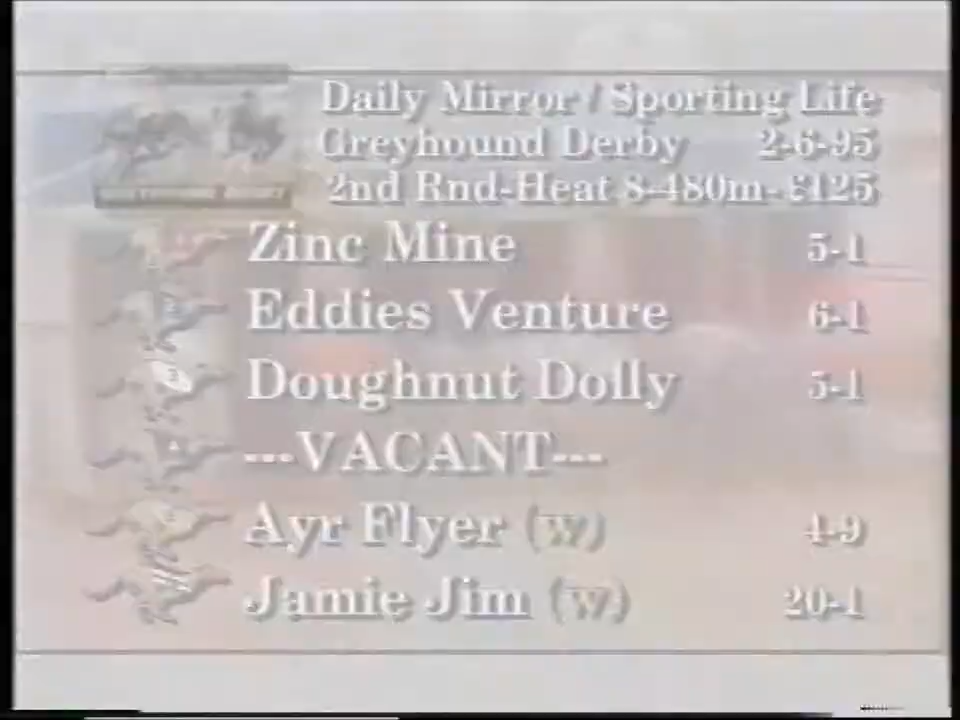 Daily Mirror / Sporting Life
Greyhound Derby 2-6-95
2nd Rnd-Heat 8-480m-£125
Zinc Mine 5-1
Eddies Venture 6-1
Doughnut Dolly 5-1
---VACANT---
Ayr Flyer (w) 4-9
Jamie Jim (w) 20-1